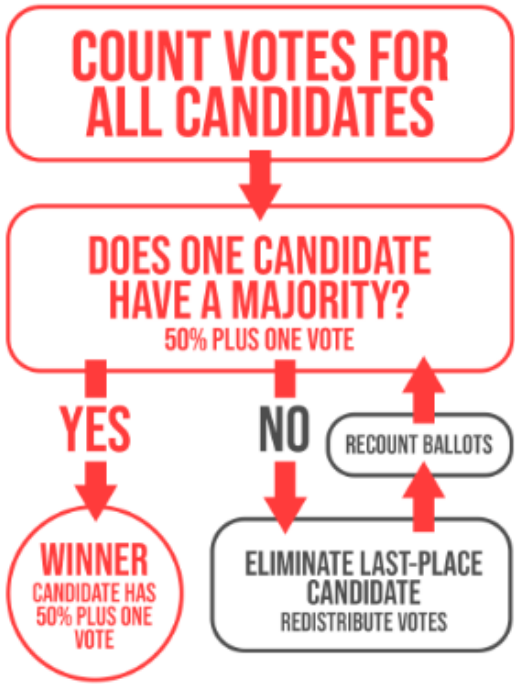 COUNT VOTES FOR
ALL CANDIDATES
DOES ONE CANDIDATE
HAVE A MAJORITY?
50% PLUS ONE VOTE
YES
NO
RECOUNT BALLOTS
WINNER
CANDIDATE HAS
50% PLUS ONE
VOTE
ELIMINATE LAST-PLACE
CANDIDATE
REDISTRIBUTE VOTES